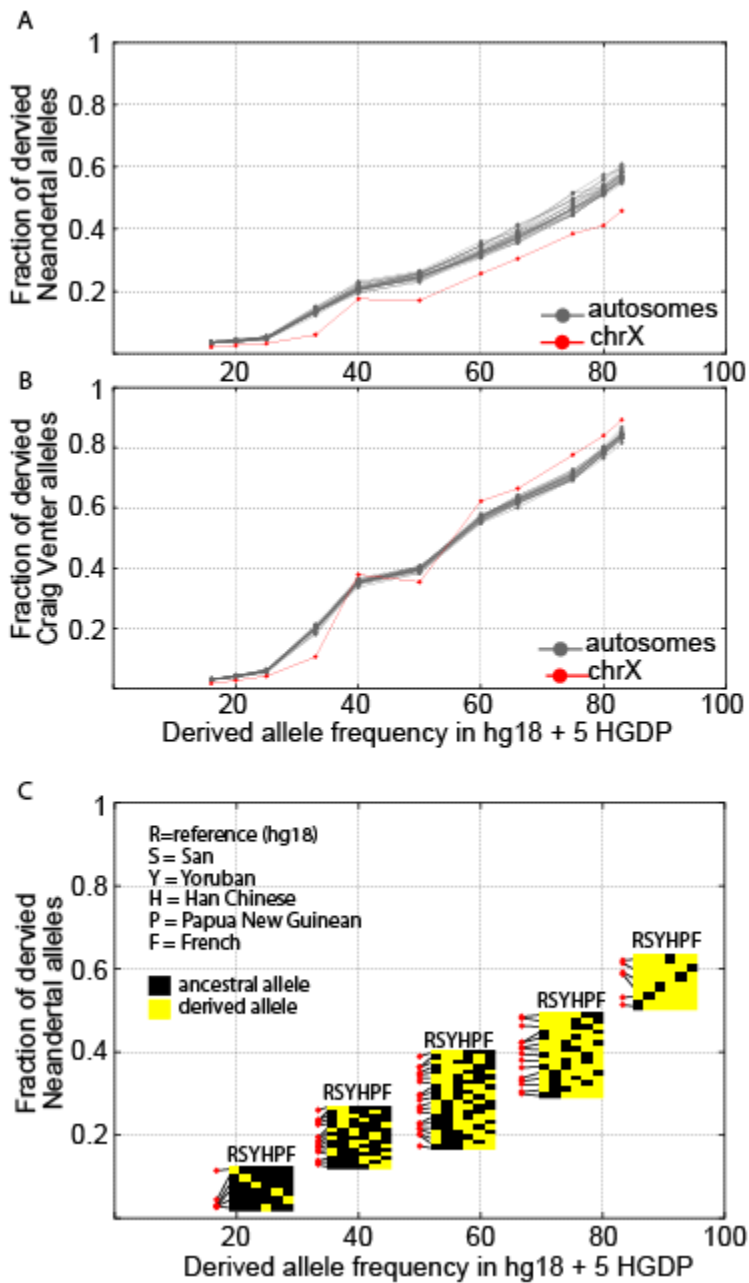 A
Fraction of dervied
Neandertal alleles
1
0.8
0.6
0.4
0.2
autosomes
chrX
20 40 60 80 100
B
Fraction of dervied
Craig Venter alleles
1
0.8
0.6
0.4
0.2
autosomes
chrX
20 40 60 80 100
Derived allele frequency in hg18 + 5 HGDP
C
Fraction of dervied
Neandertal alleles
1
0.8
0.6
0.4
0.2
R=reference (hg18)
S = San
Y = Yoruban
H = Han Chinese
P = Papua New Guinean
F = French
ancestral allele
derived allele
RSYHPF
RSYHPF
RSYHPF
RSYHPF
RSYHPF
20 40 60 80 100
Derived allele frequency in hg18 + 5 HGDP